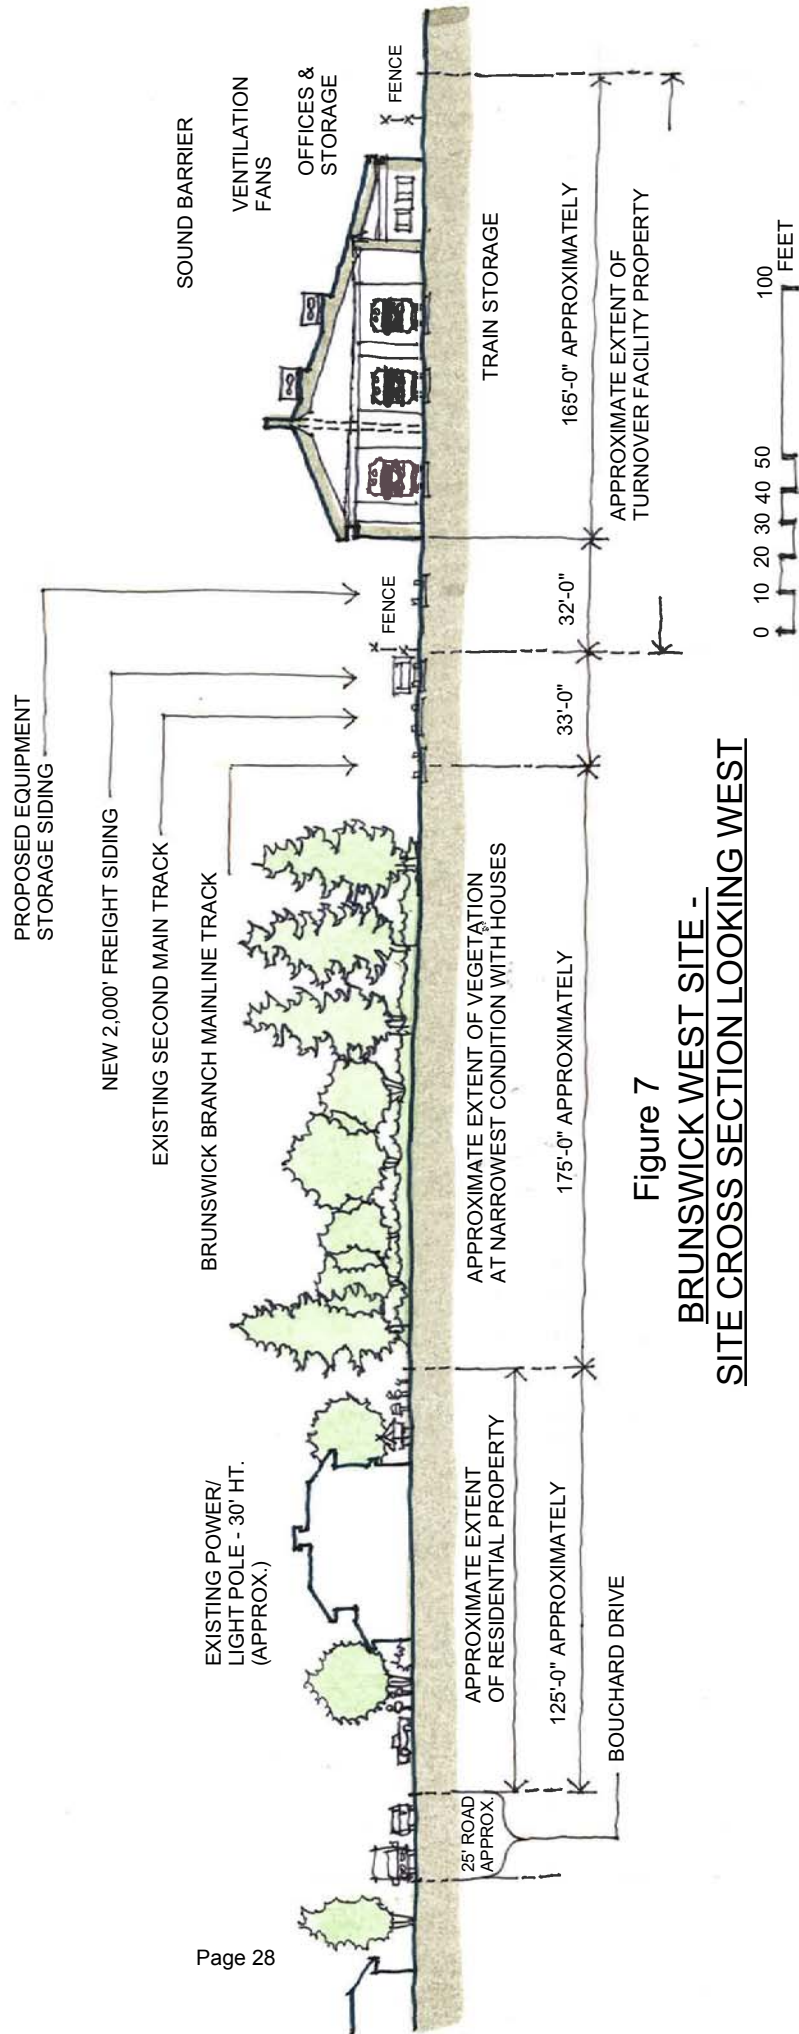 PROPOSED EQUIPMENT
STORAGE SIDING
NEW 2,000' FREIGHT SIDING
EXISTING SECOND MAIN TRACK
BRUNSWICK BRANCH MAINLINE TRACK
EXISTING POWER/
LIGHT POLE - 30' HT.
(APPROX.)
SOUND BARRIER
VENTILATION
FANS
OFFICES &
STORAGE
FENCE
FENCE
25' ROAD
APPROX.
APPROXIMATE EXTENT
OF RESIDENTIAL PROPERTY
125'-0" APPROXIMATELY
BOUCHARD DRIVE
APPROXIMATE EXTENT OF VEGETATION
AT NARROWEST CONDITION WITH HOUSES
175'-0" APPROXIMATELY
33'-0"
32'-0"
TRAIN STORAGE
165'-0" APPROXIMATELY
APPROXIMATE EXTENT OF
TURNOVER FACILITY PROPERTY
Figure 7
BRUNSWICK WEST SITE -
SITE CROSS SECTION LOOKING WEST
0 10 20 30 40 50 100
FEET
Page 28